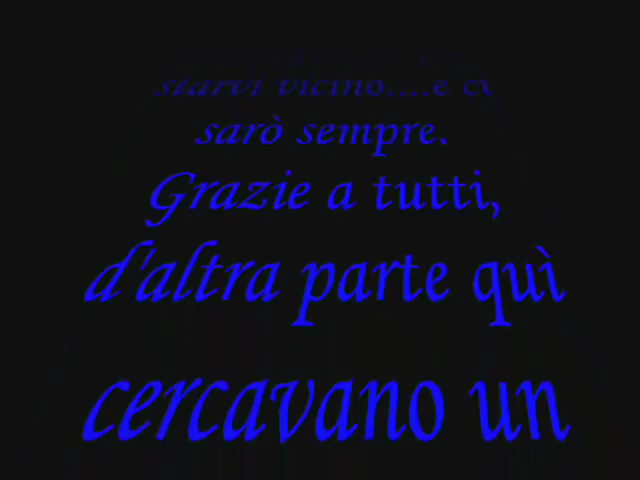 starvi vicino....e ci
sarò sempre.
Grazie a tutti,
d'altra parte quì
cercavano un